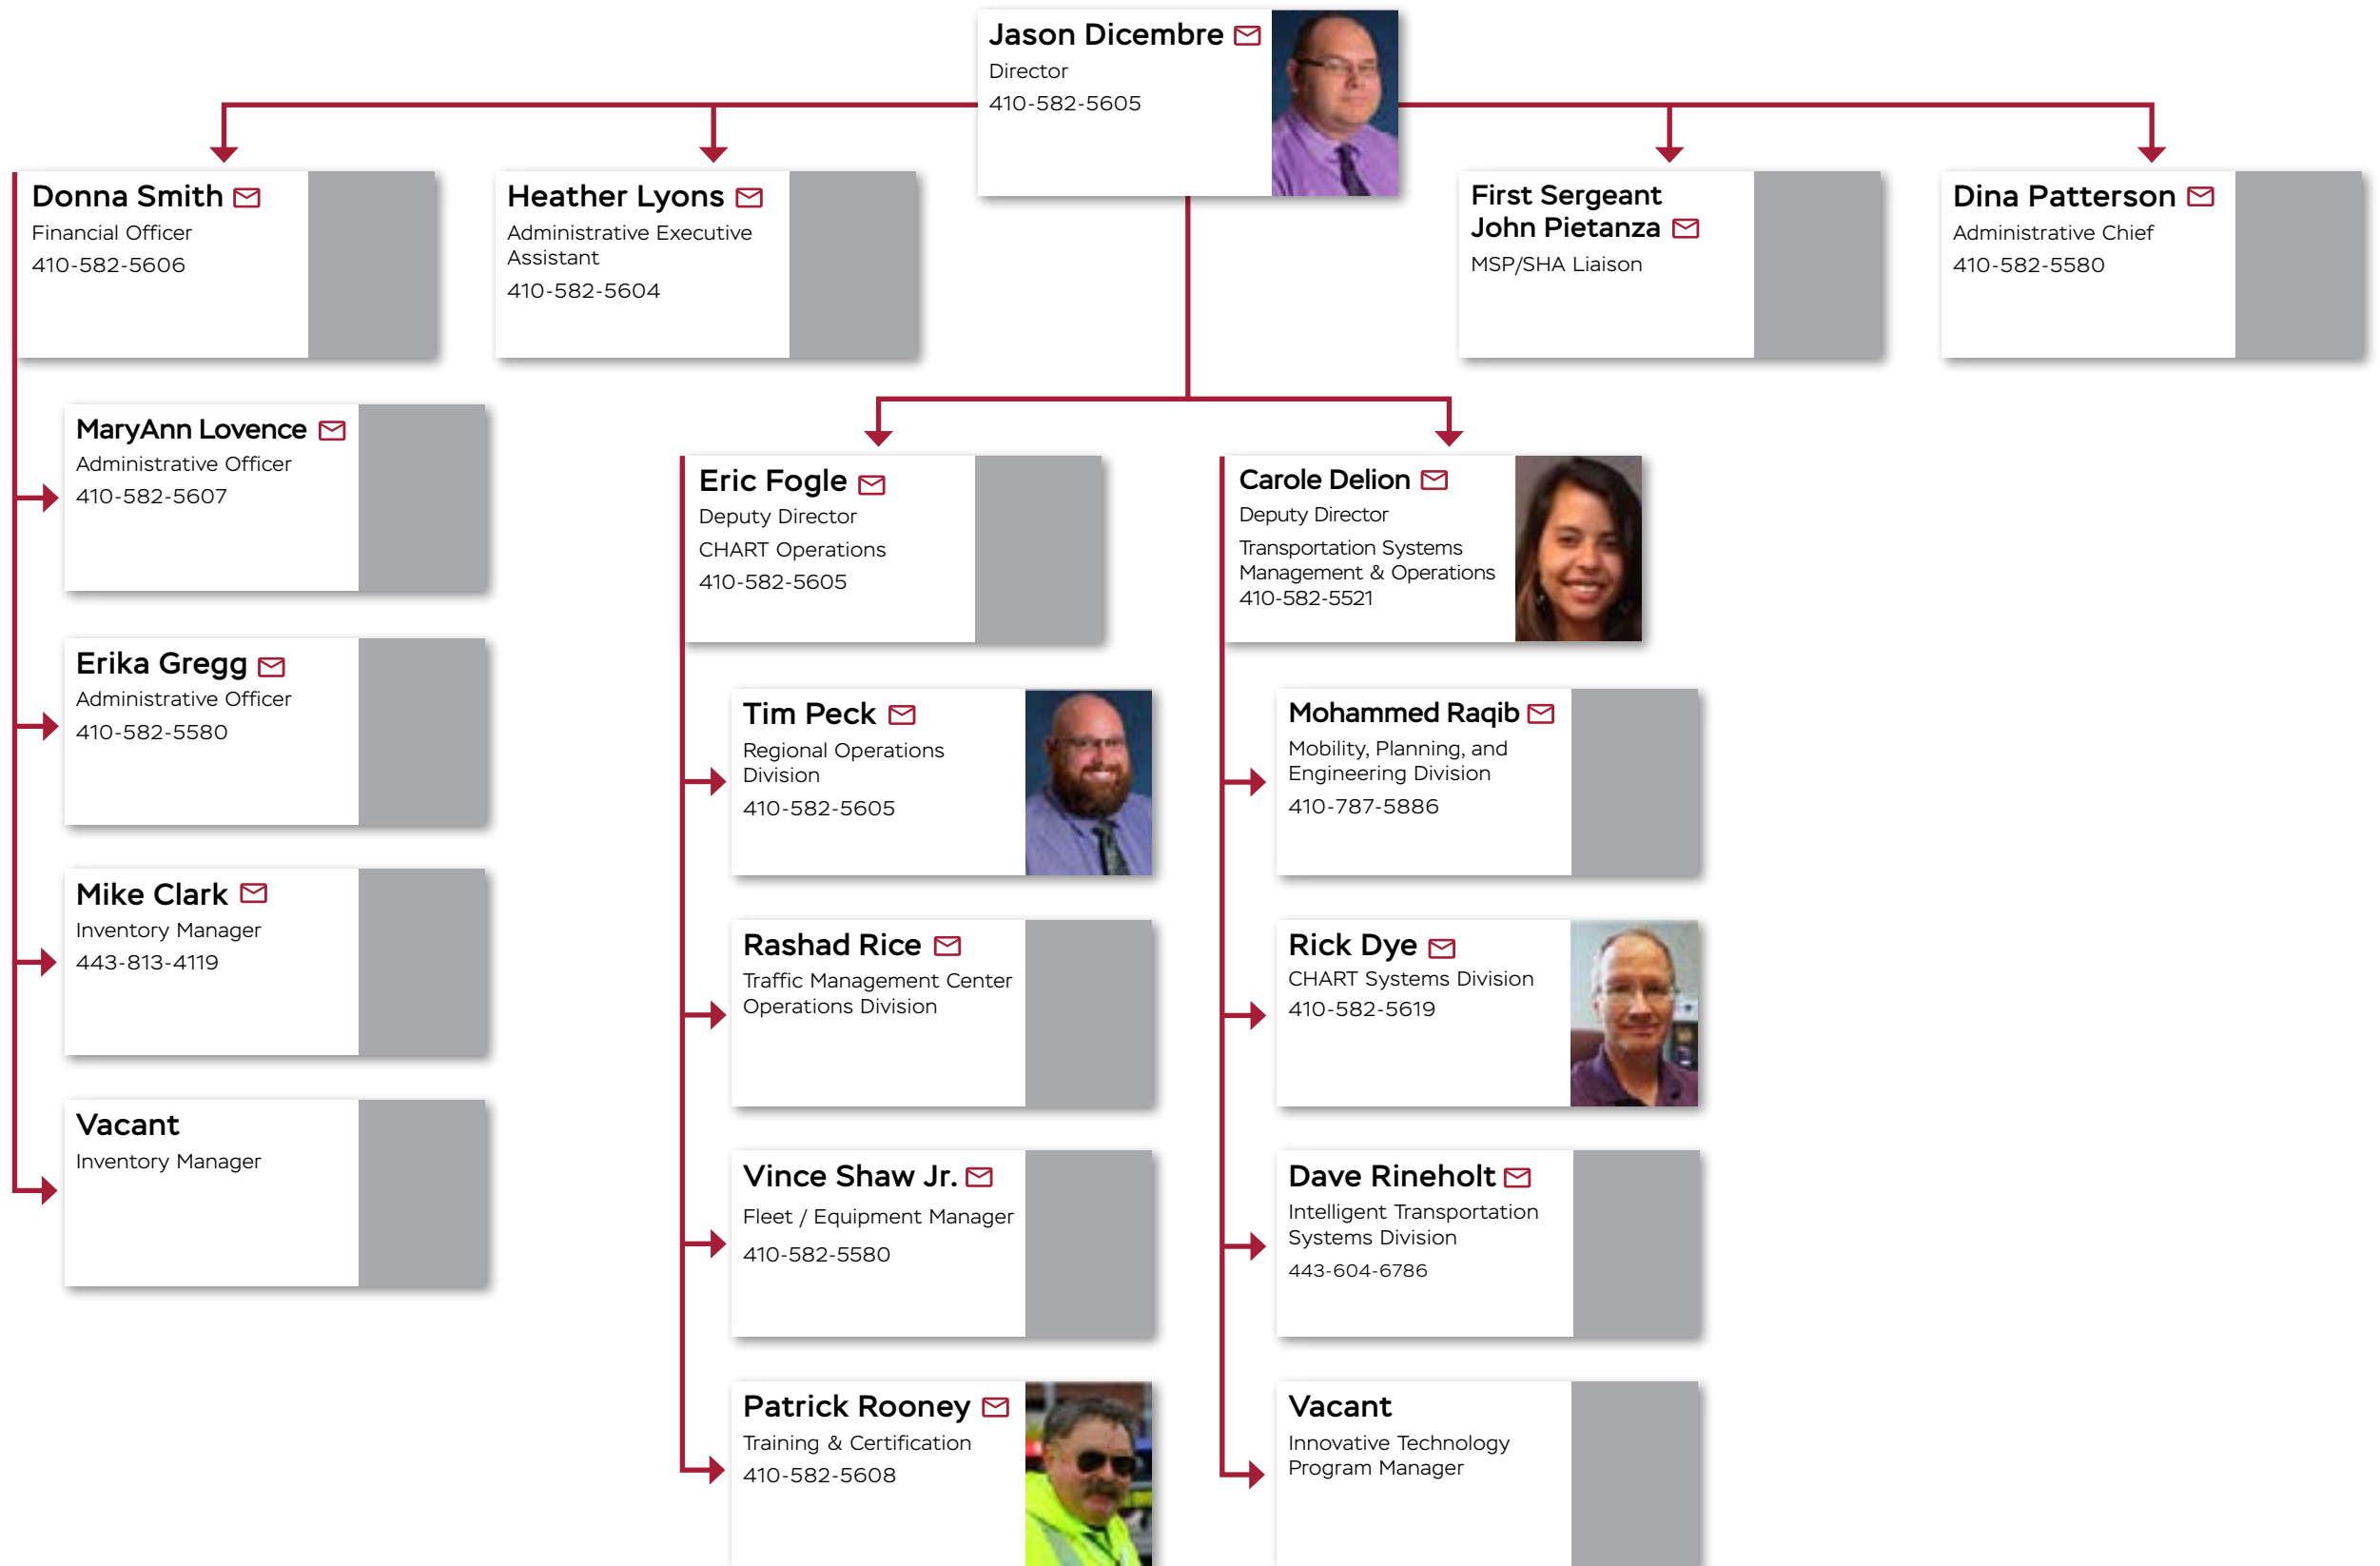 Jason Dicembre
Director
410-582-5605
Donna Smith
Financial Officer
410-582-5606
Heather Lyons
Administrative Executive
Assistant
410-582-5604
First Sergeant
John Pietanza
MSP/SHA Liaison
Dina Patterson
Administrative Chief
410-582-5580
MaryAnn Lovence
Administrative Officer
410-582-5607
Erika Gregg
Administrative Officer
410-582-5580
Mike Clark
Inventory Manager
443-813-4119
Vacant
Inventory Manager
Eric Fogle
Deputy Director
CHART Operations
410-582-5605
Tim Peck
Regional Operations
Division
410-582-5605
Rashad Rice
Traffic Management Center
Operations Division
Vince Shaw Jr.
Fleet / Equipment Manager
410-582-5580
Patrick Rooney
Training & Certification
410-582-5608
Carole Delion
Deputy Director
Transportation Systems
Management & Operations
410-582-5521
Mohammed Raqib
Mobility, Planning, and
Engineering Division
410-787-5886
Rick Dye
CHART Systems Division
410-582-5619
Dave Rineholt
Intelligent Transportation
Systems Division
443-604-6786
Vacant
Innovative Technology
Program Manager